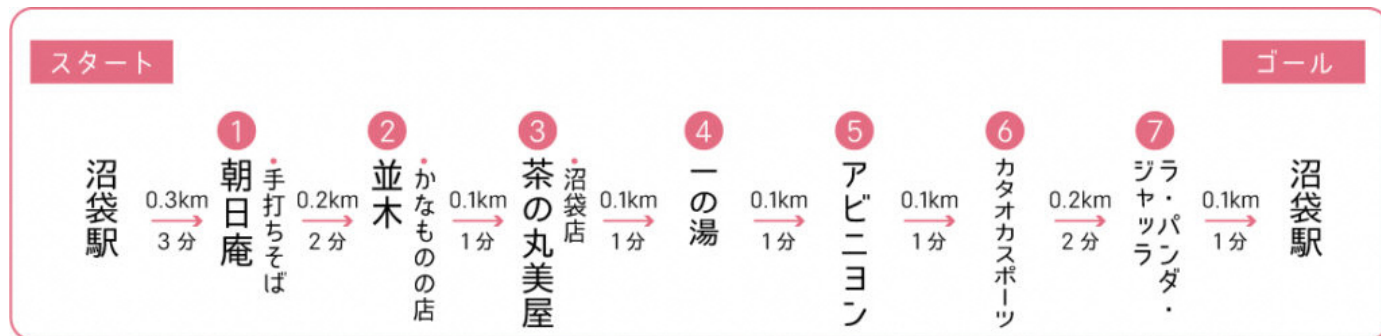 スタート
ゴール
沼袋駅
0.3km
3分
1
朝日庵
・手打ちそば
0.2km
2分
2
並木
・かなものの店
0.1km
1分
3
茶の丸美屋
・沼袋店
0.1km
1分
4
一の湯
0.1km
1分
5
アビニヨン
0.1km
1分
6
カタオカスポーツ
0.2km
2分
7
ラ・パンダ・
ジャッラ
0.1km
1分
沼袋駅